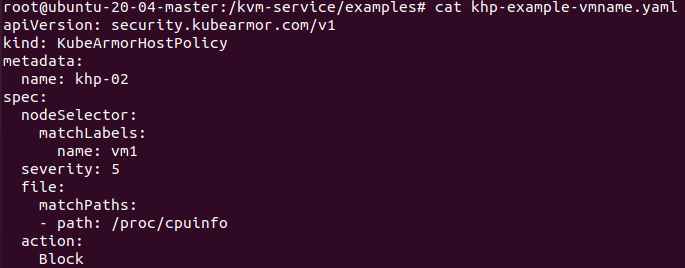 root@ubuntu-20-04-master:/kvm-service/examples# cat khp-example-vmname.yaml
apiVersion: security.kubearmor.com/v1
kind: KubeArmorHostPolicy
metadata:
  name: khp-02
spec:
  nodeSelector:
    matchLabels:
      name: vm1
  severity: 5
  file:
    matchPaths:
    - path: /proc/cpuinfo
  action:
    Block